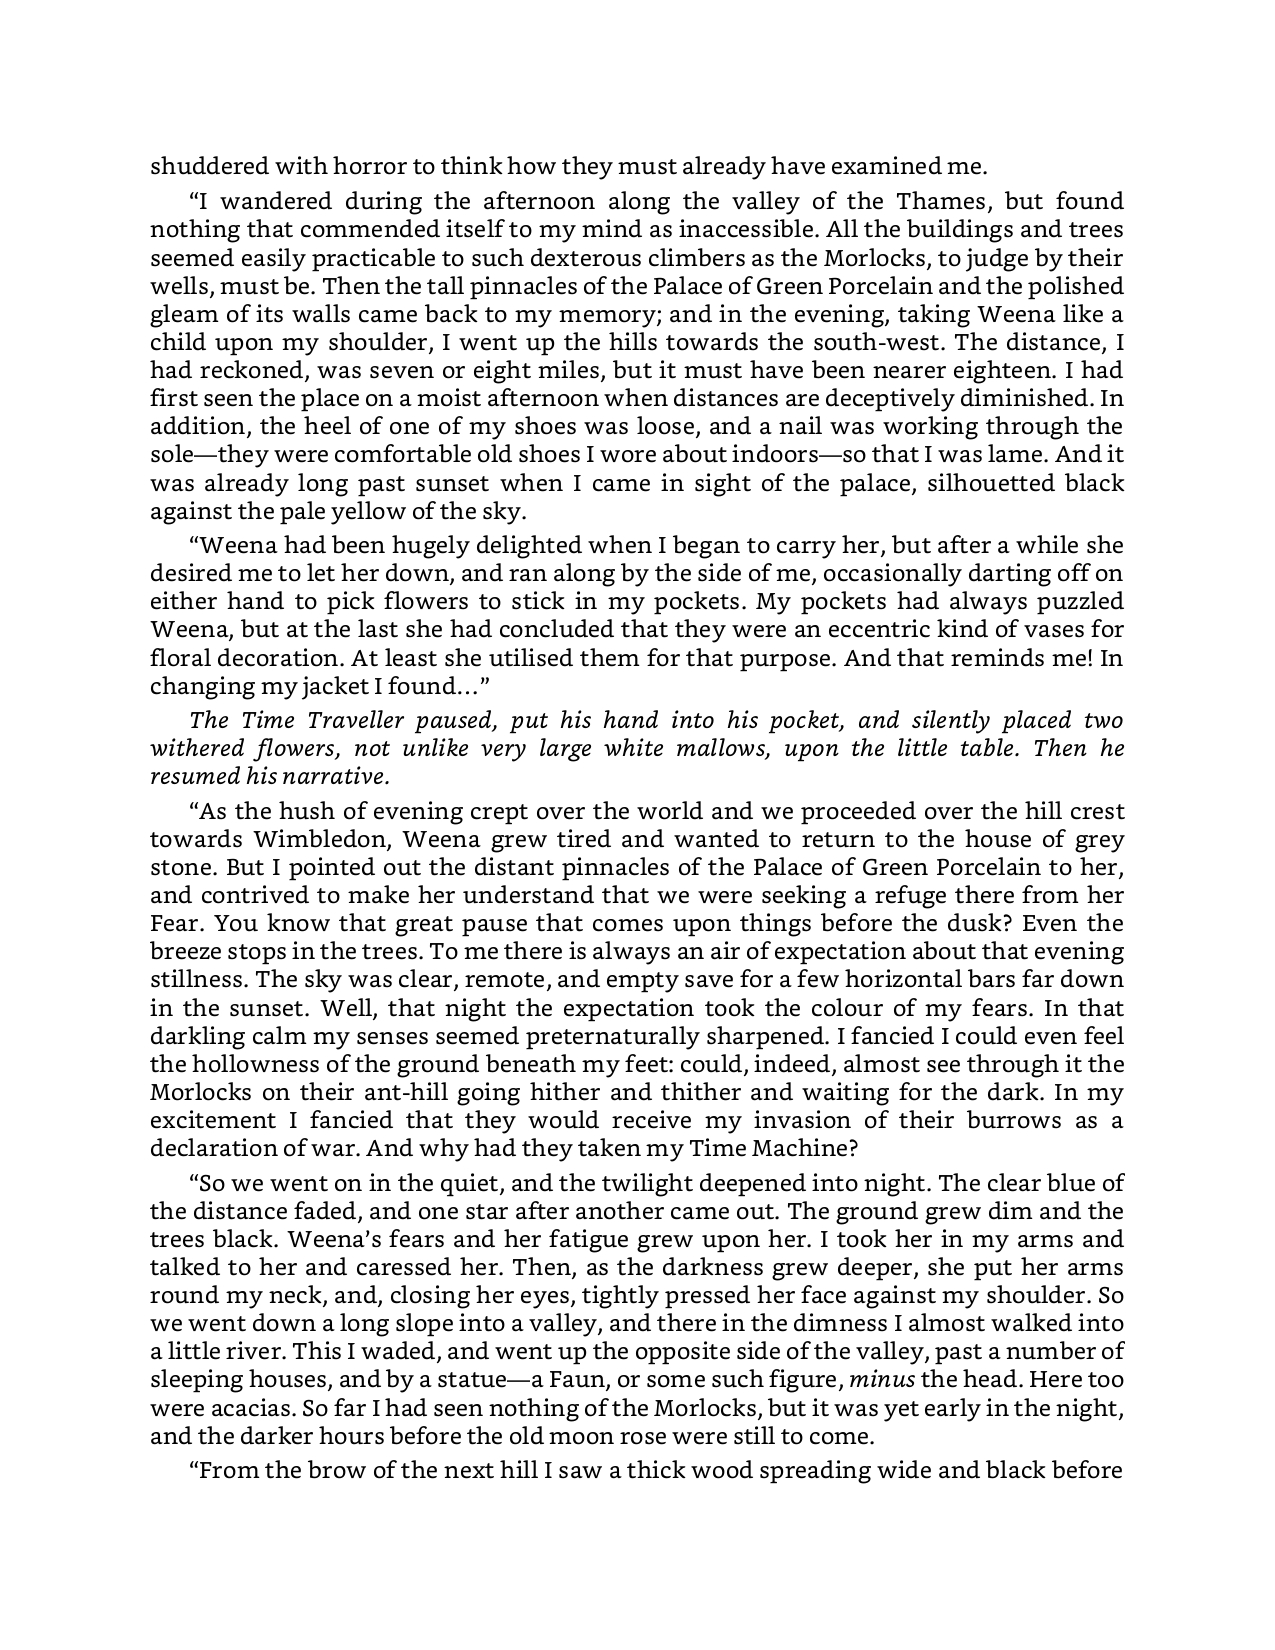 shuddered with horror to think how they must already have examined me.
“I wandered during the afternoon along the valley of the Thames, but found
nothing that commended itself to my mind as inaccessible. All the buildings and trees
seemed easily practicable to such dexterous climbers as the Morlocks, to judge by their
wells, must be. Then the tall pinnacles of the Palace of Green Porcelain and the polished
gleam of its walls came back to my memory; and in the evening, taking Weena like a
child upon my shoulder, I went up the hills towards the south-west. The distance, I
had reckoned, was seven or eight miles, but it must have been nearer eighteen. I had
first seen the place on a moist afternoon when distances are deceptively diminished. In
addition, the heel of one of my shoes was loose, and a nail was working through the
sole—they were comfortable old shoes I wore about indoors—so that I was lame. And it
was already long past sunset when I came in sight of the palace, silhouetted black
against the pale yellow of the sky.
“Weena had been hugely delighted when I began to carry her, but after a while she
desired me to let her down, and ran along by the side of me, occasionally darting off on
either hand to pick flowers to stick in my pockets. My pockets had always puzzled
Weena, but at the last she had concluded that they were an eccentric kind of vases for
floral decoration. At least she utilised them for that purpose. And that reminds me! In
changing my jacket I found…”
The Time Traveller paused, put his hand into his pocket, and silently placed two
withered flowers, not unlike very large white mallows, upon the little table. Then he
resumed his narrative.
“As the hush of evening crept over the world and we proceeded over the hill crest
towards Wimbledon, Weena grew tired and wanted to return to the house of grey
stone. But I pointed out the distant pinnacles of the Palace of Green Porcelain to her,
and contrived to make her understand that we were seeking a refuge there from her
Fear. You know that great pause that comes upon things before the dusk? Even the
breeze stops in the trees. To me there is always an air of expectation about that evening
stillness. The sky was clear, remote, and empty save for a few horizontal bars far down
in the sunset. Well, that night the expectation took the colour of my fears. In that
darkling calm my senses seemed preternaturally sharpened. I fancied I could even feel
the hollowness of the ground beneath my feet: could, indeed, almost see through it the
Morlocks on their ant-hill going hither and thither and waiting for the dark. In my
excitement I fancied that they would receive my invasion of their burrows as a
declaration of war. And why had they taken my Time Machine?
“So we went on in the quiet, and the twilight deepened into night. The clear blue of
the distance faded, and one star after another came out. The ground grew dim and the
trees black. Weena’s fears and her fatigue grew upon her. I took her in my arms and
talked to her and caressed her. Then, as the darkness grew deeper, she put her arms
round my neck, and, closing her eyes, tightly pressed her face against my shoulder. So
we went down a long slope into a valley, and there in the dimness I almost walked into
a little river. This I waded, and went up the opposite side of the valley, past a number of
sleeping houses, and by a statue—a Faun, or some such figure, minus the head. Here too
were acacias. So far I had seen nothing of the Morlocks, but it was yet early in the night,
and the darker hours before the old moon rose were still to come.
“From the brow of the next hill I saw a thick wood spreading wide and black before